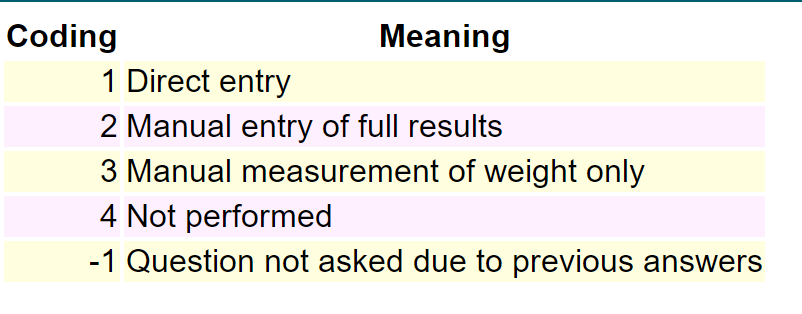 Coding Meaning
1 Direct entry
2 Manual entry of full results
3 Manual measurement of weight only
4 Not performed
-1 Question not asked due to previous answers